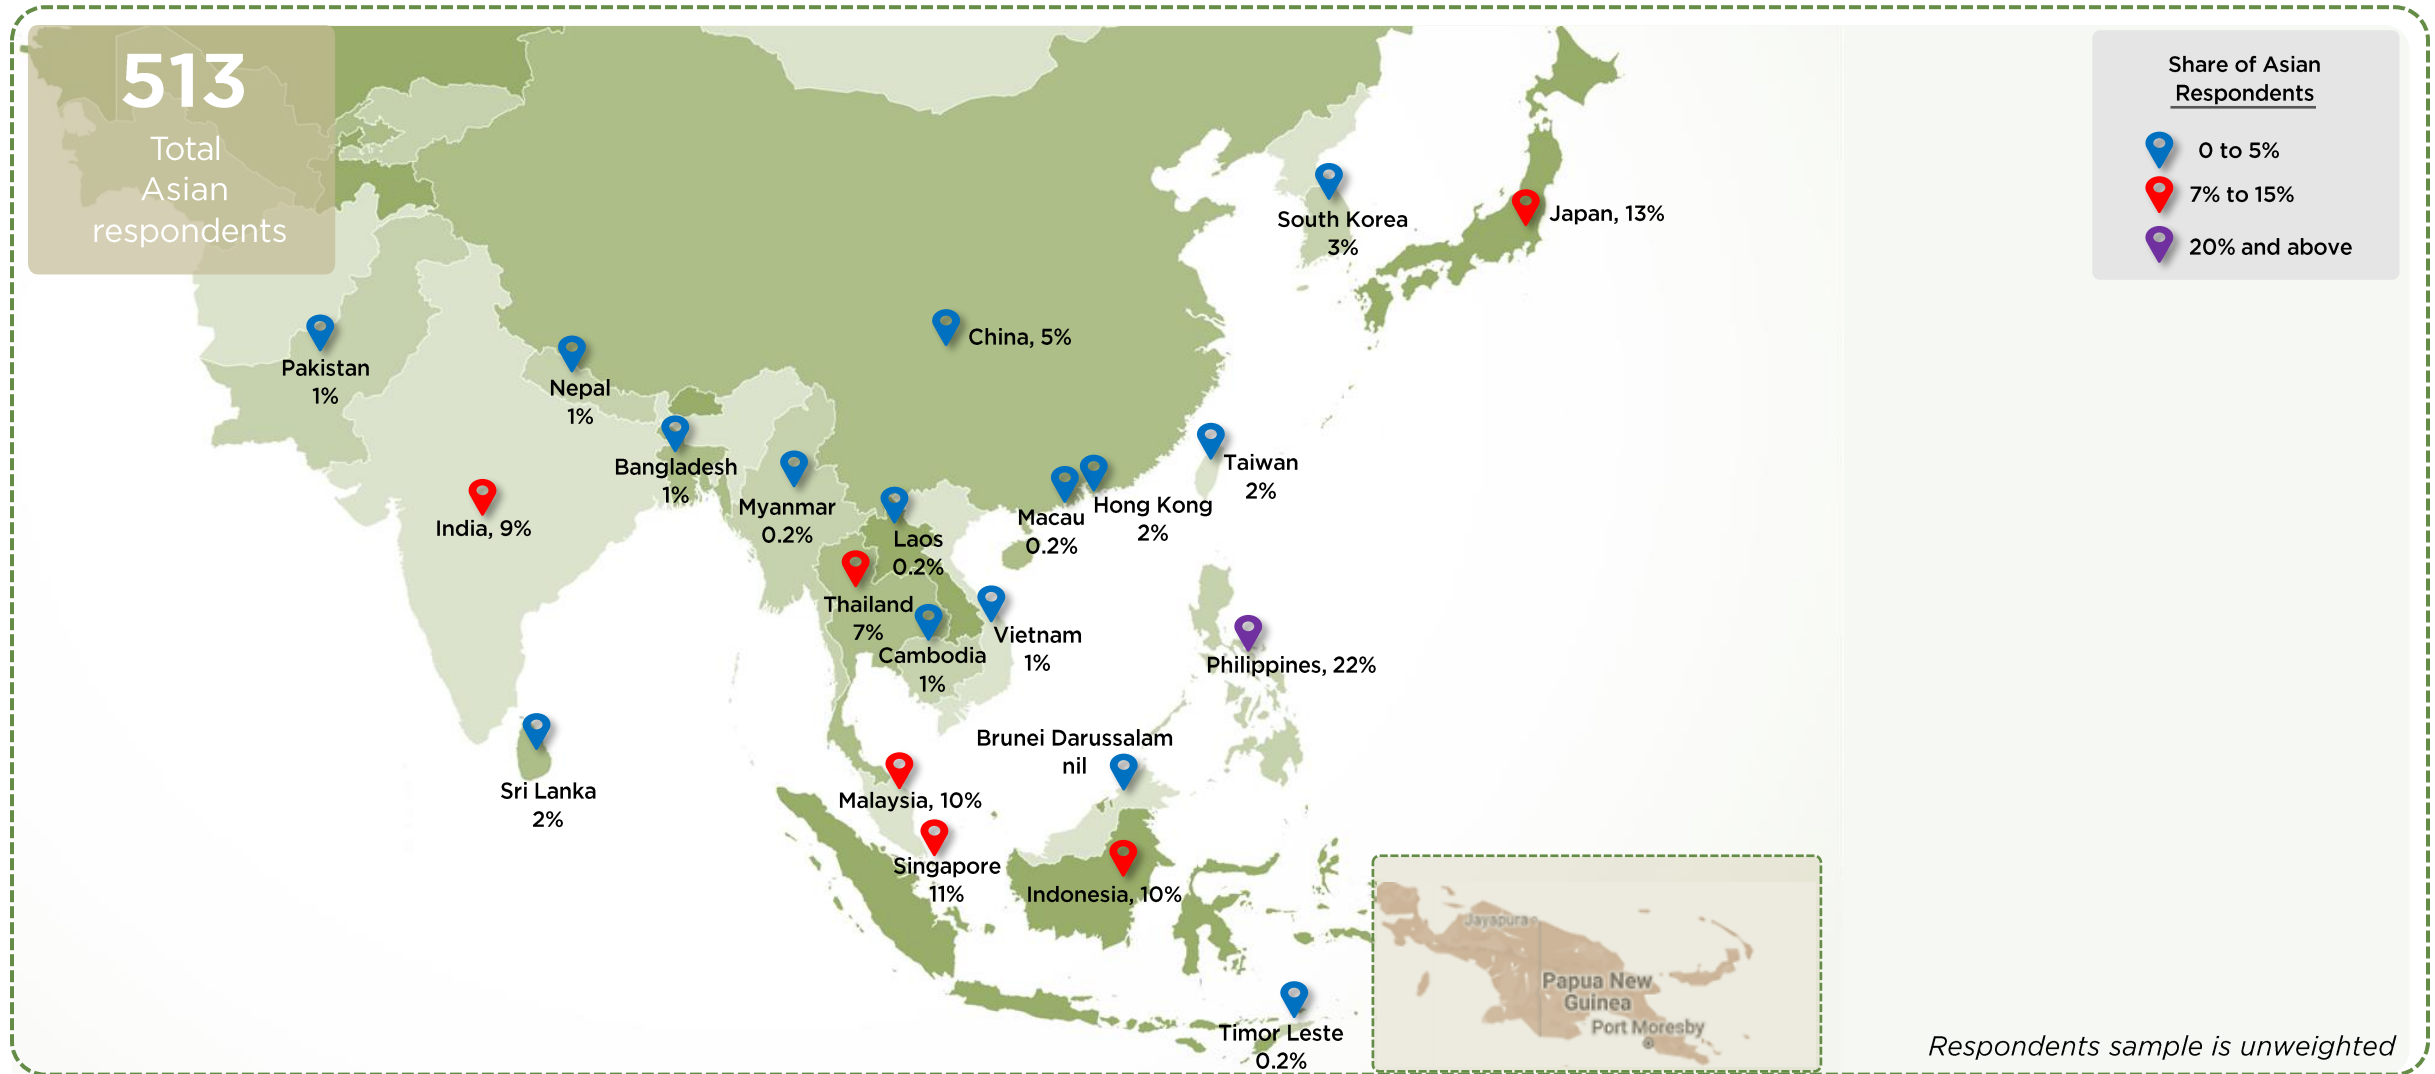 513
Total
Asian
respondents
Share of Asian
Respondents
0 to 5%
7% to 15%
20% and above
South Korea
3%
Japan, 13%
China, 5%
Pakistan
1%
Nepal
1%
Bangladesh
1%
Myanmar
0.2%
India, 9%
Laos
0.2%
Macau
0.2%
Hong Kong
2%
Taiwan
2%
Thailand
7%
Cambodia
1%
Vietnam
1%
Philippines, 22%
Sri Lanka
2%
Brunei Darussalam
nil
Malaysia, 10%
Singapore
11%
Indonesia, 10%
Timor Leste
0.2%
Jayapura
Papua New
Guinea
Port Moresby
Respondents sample is unweighted